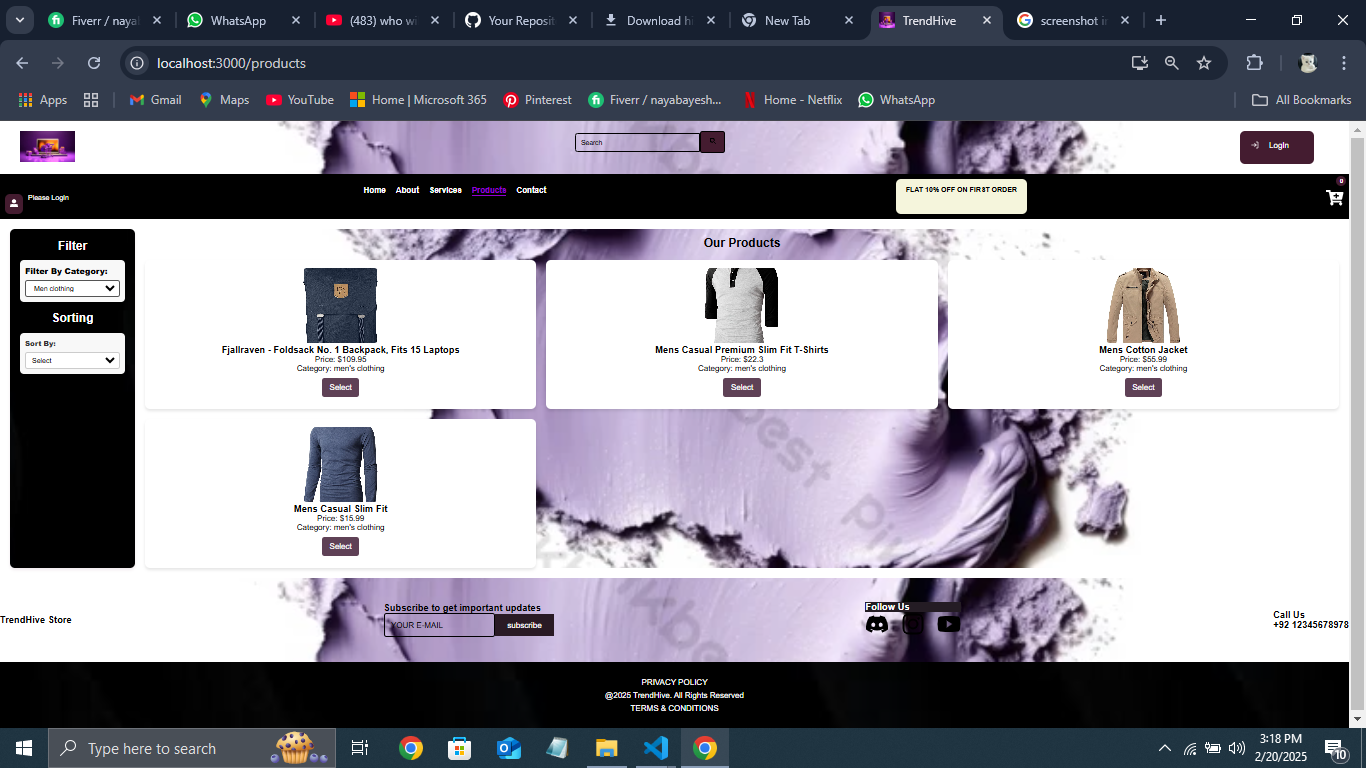 Fiverr / nayal
WhatsApp
(483) who wi
Your Reposit
Download hi
New Tab
TrendHive
screenshot in
localhost:3000/products
Apps
Gmail
Maps
YouTube
Home | Microsoft 365
Pinterest
Fiverr / nayabayesh...
Home - Netflix
WhatsApp
All Bookmarks
Search
Login
Please Login
Home
About
Services
Products
Contact
FLAT 10% OFF ON FIRST ORDER
0
Filter
Filter By Category:
Men clothing
Sorting
Sort By:
Select
Our Products
Fjallraven - Foldsack No. 1 Backpack, Fits 15 Laptops
Price: $109.95
Category: men's clothing
Select
Mens Casual Premium Slim Fit T-Shirts
Price: $22.3
Category: men's clothing
Select
Mens Cotton Jacket
Price: $55.99
Category: men's clothing
Select
Mens Casual Slim Fit
Price: $15.99
Category: men's clothing
Select
TrendHive Store
Subscribe to get important updates
YOUR E-MAIL
subscribe
Follow Us
Call Us
+92 12345678978
PRIVACY POLICY
@2025 TrendHive. All Rights Reserved
TERMS & CONDITIONS
Type here to search
3:18 PM
2/20/2025
10